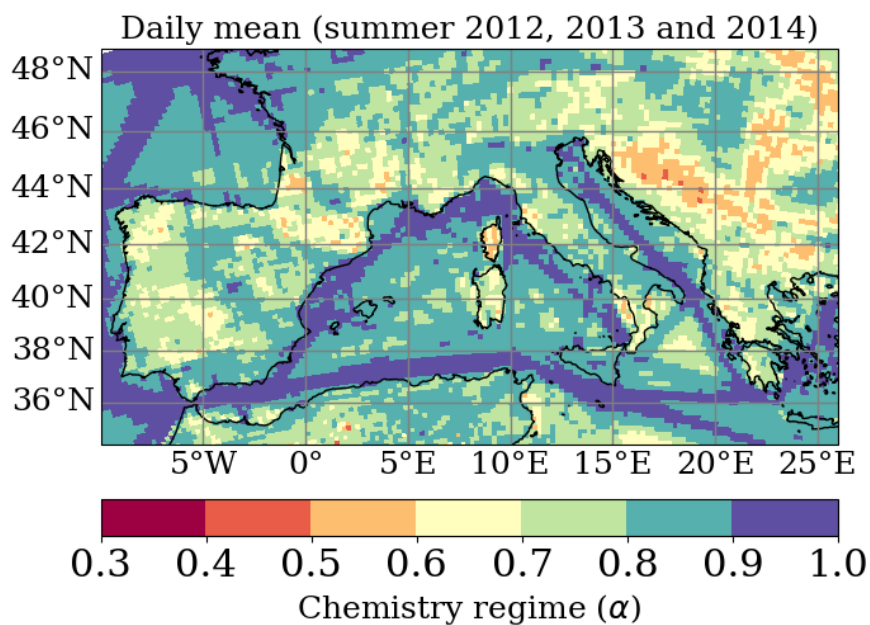 Daily mean (summer 2012, 2013 and 2014)
48°N
46°N
44°N
42°N
40°N
38°N
36°N
5°W 0° 5°E 10°E 15°E 20°E 25°E
0.3 0.4 0.5 0.6 0.7 0.8 0.9 1.0
Chemistry regime (α)